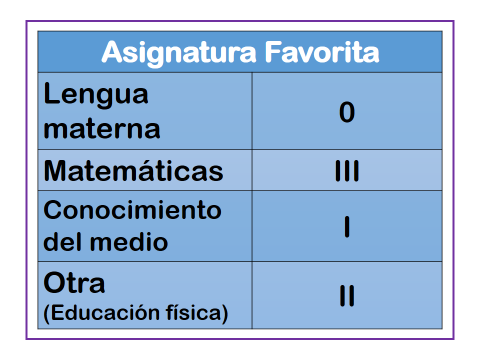 Asignatura Favorita
Lengua
materna
0
Matemáticas
III
Conocimiento
del medio
I
Otra
(Educación física)
II